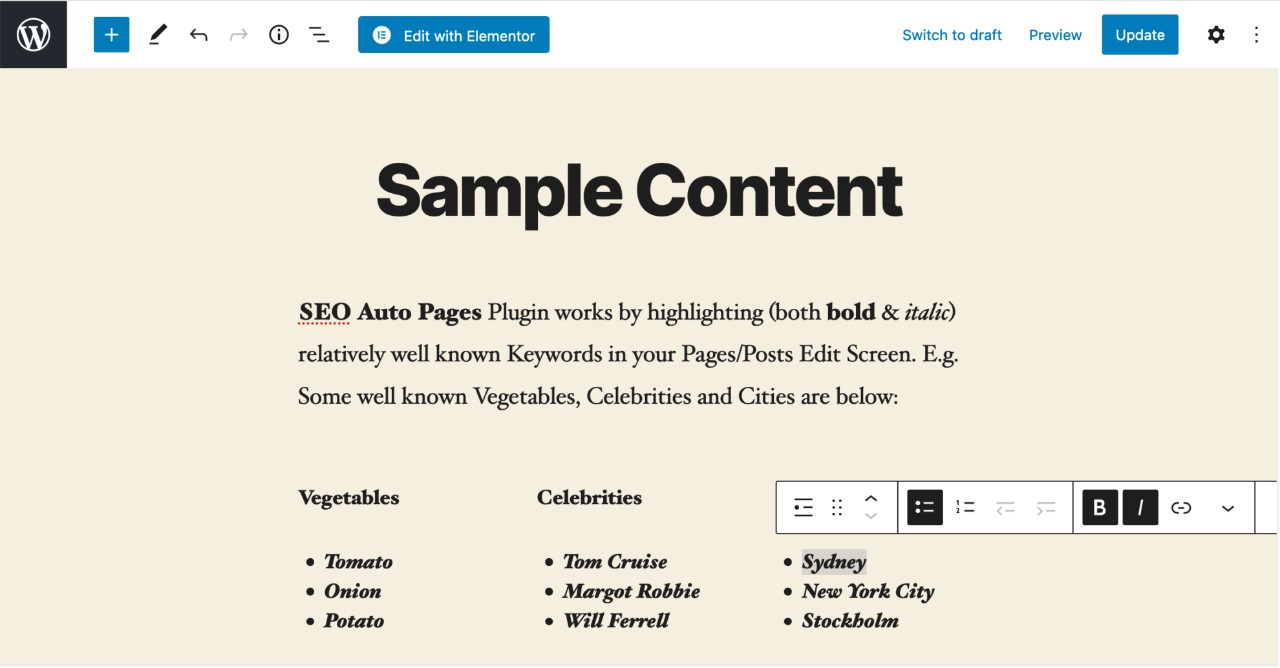 Edit with Elementor
Switch to draft
Preview
Update
Sample Content
SEO Auto Pages Plugin works by highlighting (both bold & italic)
relatively well known Keywords in your Pages/Posts Edit Screen. E.g.
Some well known Vegetables, Celebrities and Cities are below:
Vegetables
Tomato
Onion
Potato
Celebrities
Tom Cruise
Margot Robbie
Will Ferrell
B I
Sydney
New York City
Stockholm